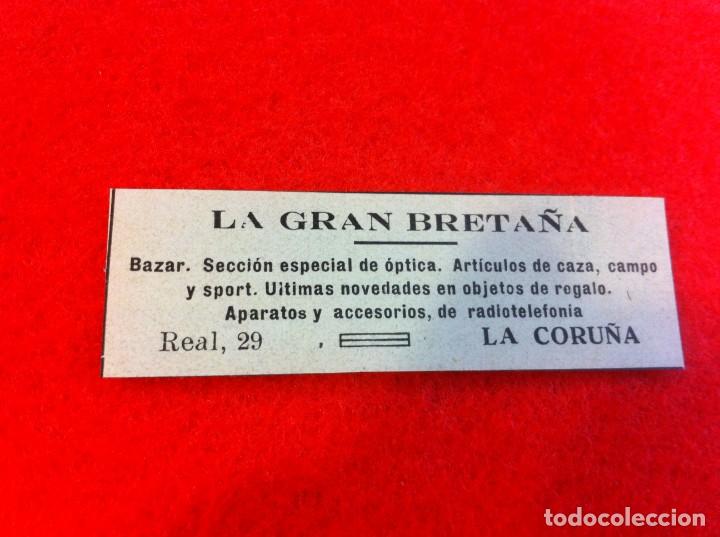 LA GRAN BRETAÑA
Bazar. Sección especial de óptica. Artículos de caza, campo
y sport. Ultimas novedades en objetos de regalo.
Aparatos y accesorios, de radiotelefonía
Real, 29 LA CORUÑA
todocoleccion